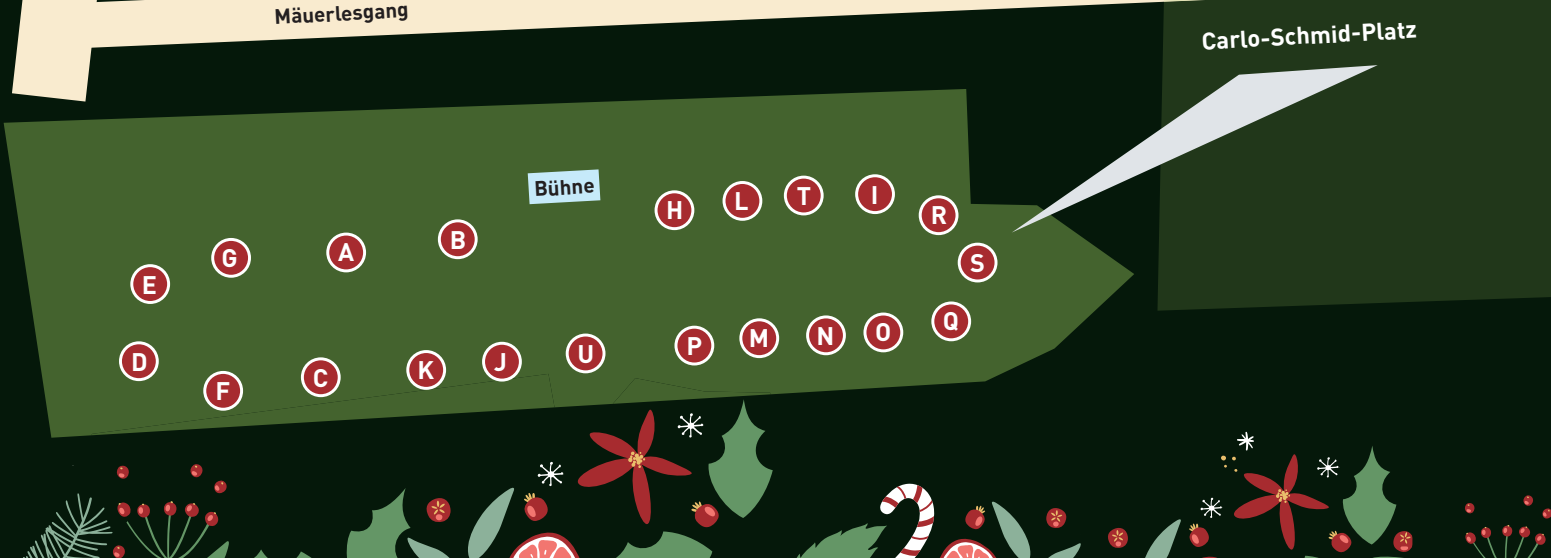 Mäuerlesgang
Carlo-Schmid-Platz
Bühne
H L T I R
E G A B
S
D F C K J U P M N O Q